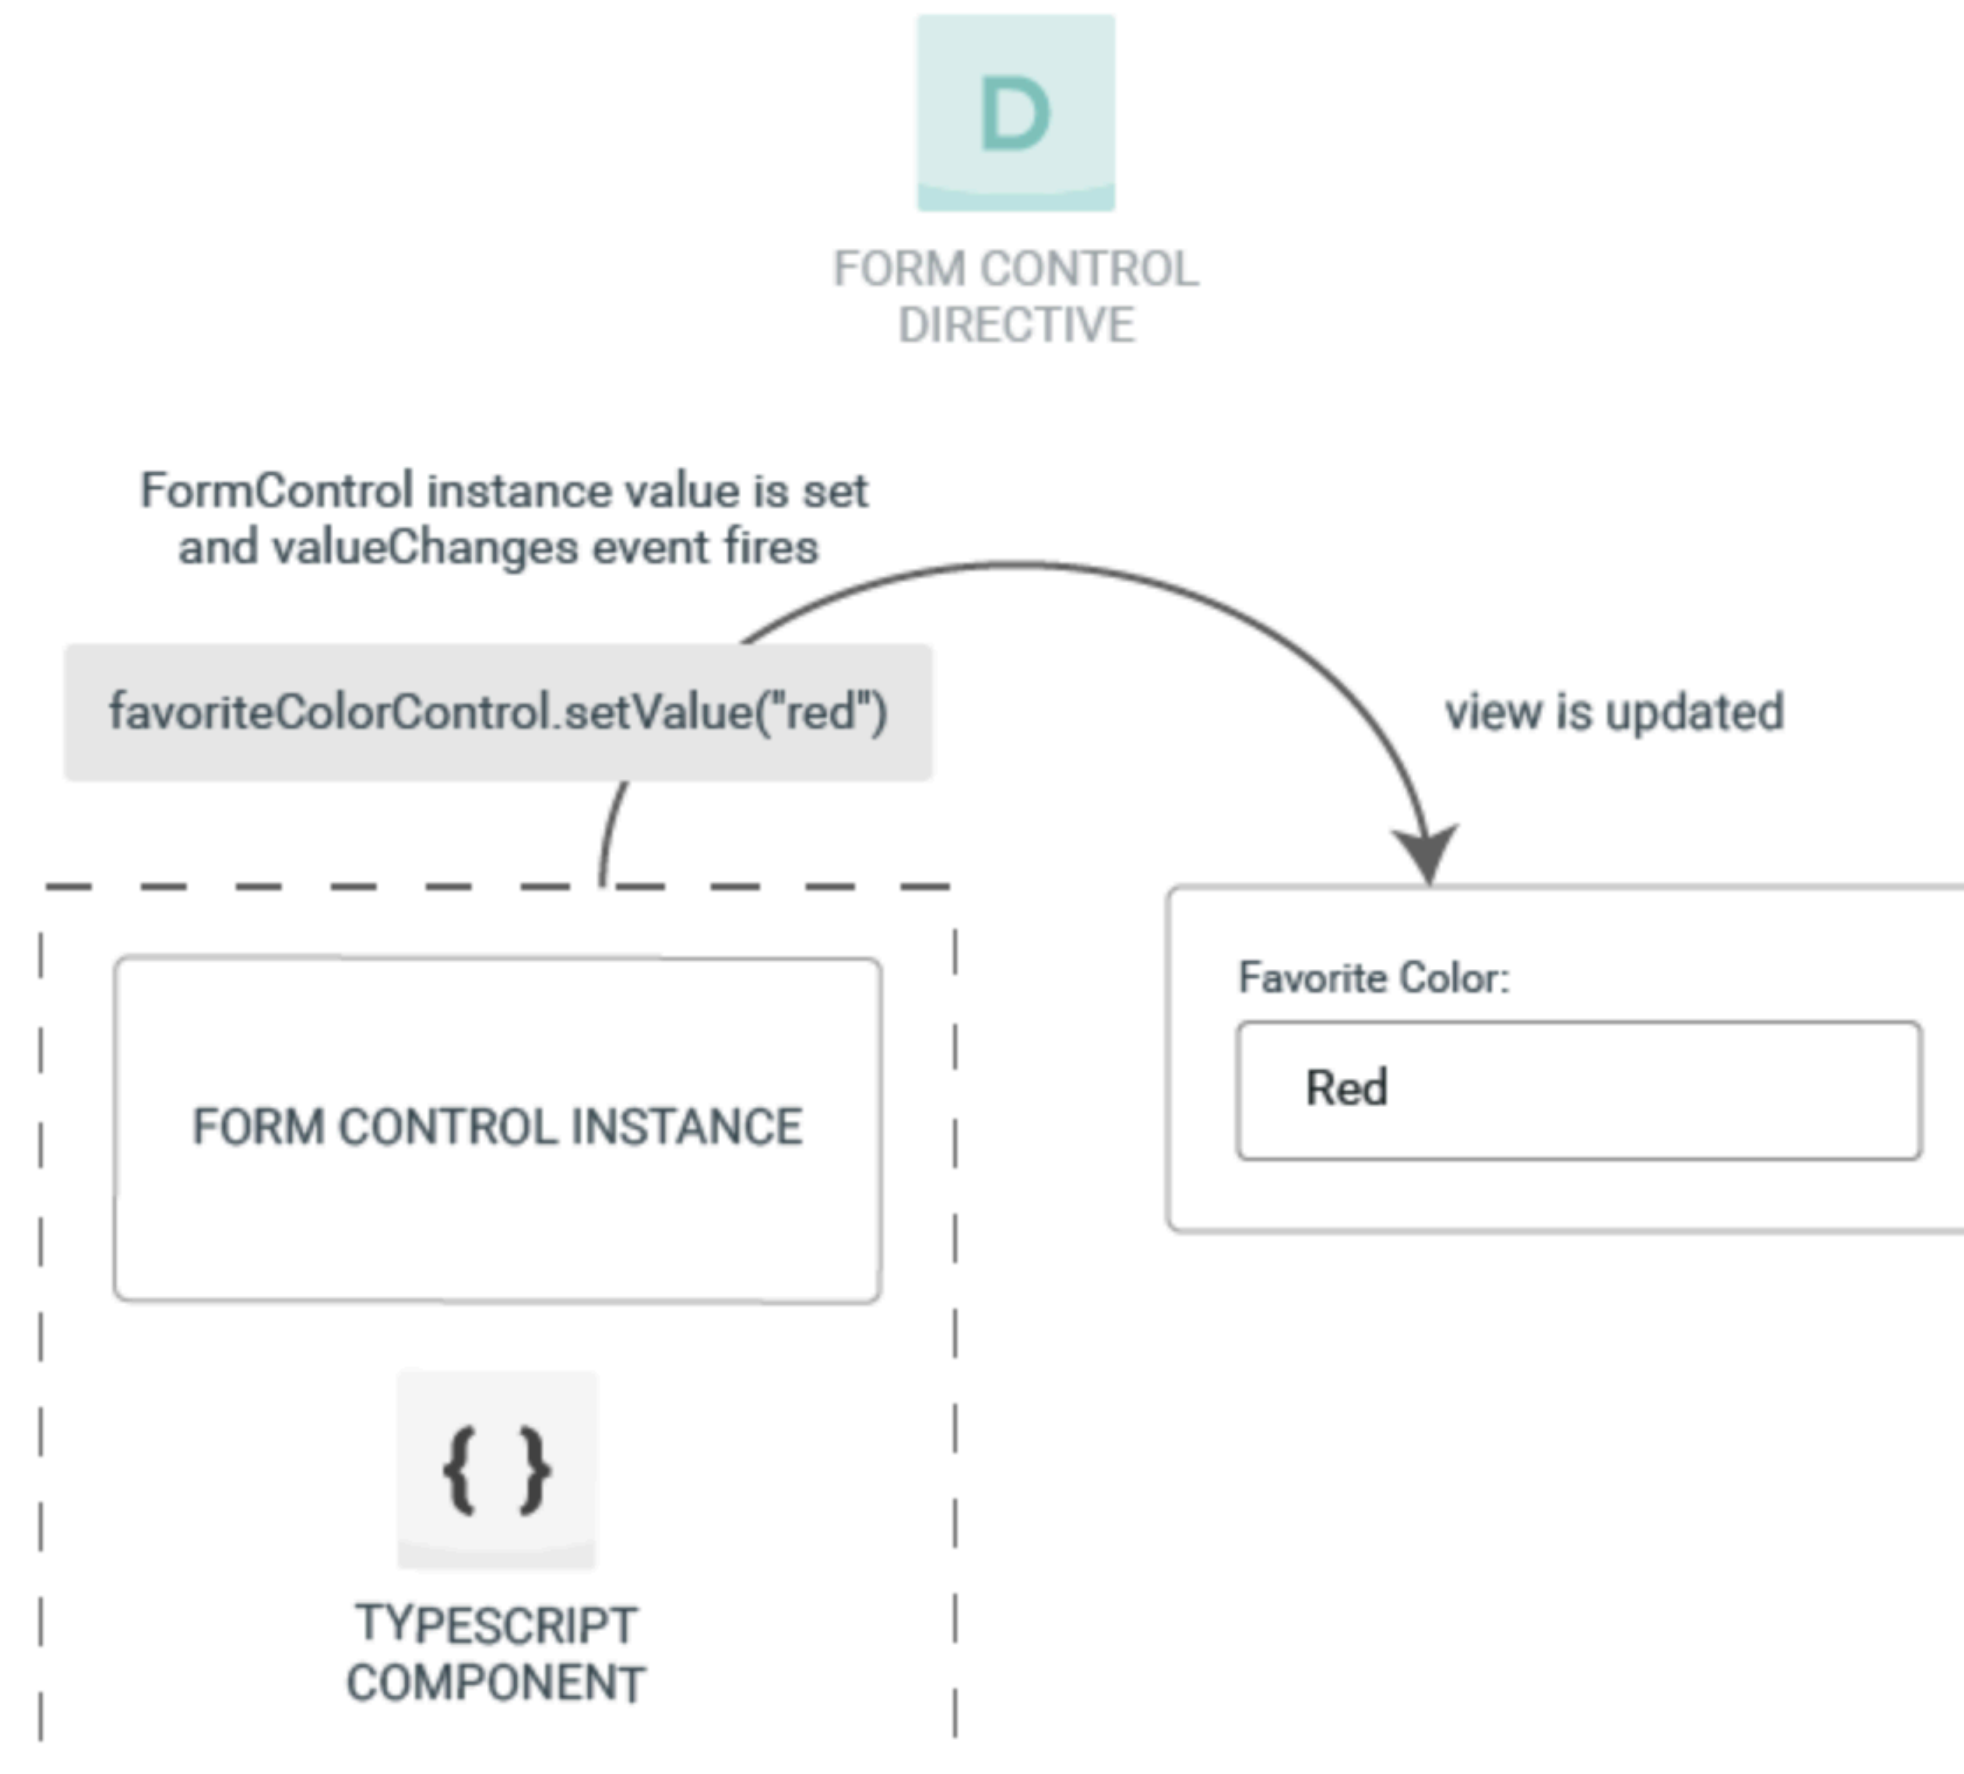 D
FORM CONTROL
DIRECTIVE
FormControl instance value is set
and valueChanges event fires
favoriteColorControl.setValue("red")
view is updated
Favorite Color:
Red
FORM CONTROL INSTANCE
{ }
TYPESCRIPT
COMPONENT